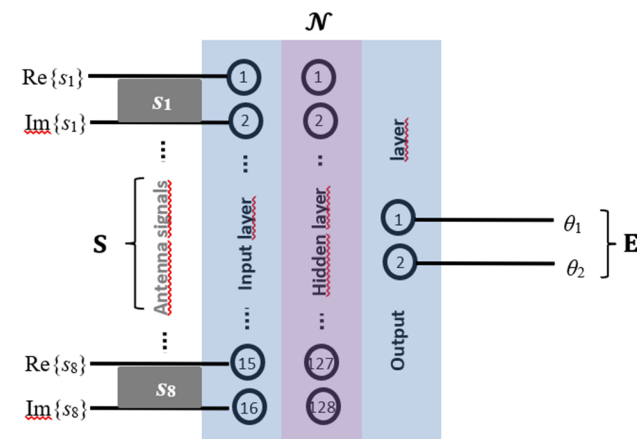 𝓝
Re{s₁}
1
1
s₁
Im{s₁}
2
2
...
...
..
S
Antenna signals
Input layer
Hidden layer
Output layer
1
θ₁
E
2
θ₂
...
....
...
Re{s₈}
15
127
s₈
Im{s₈}
16
128